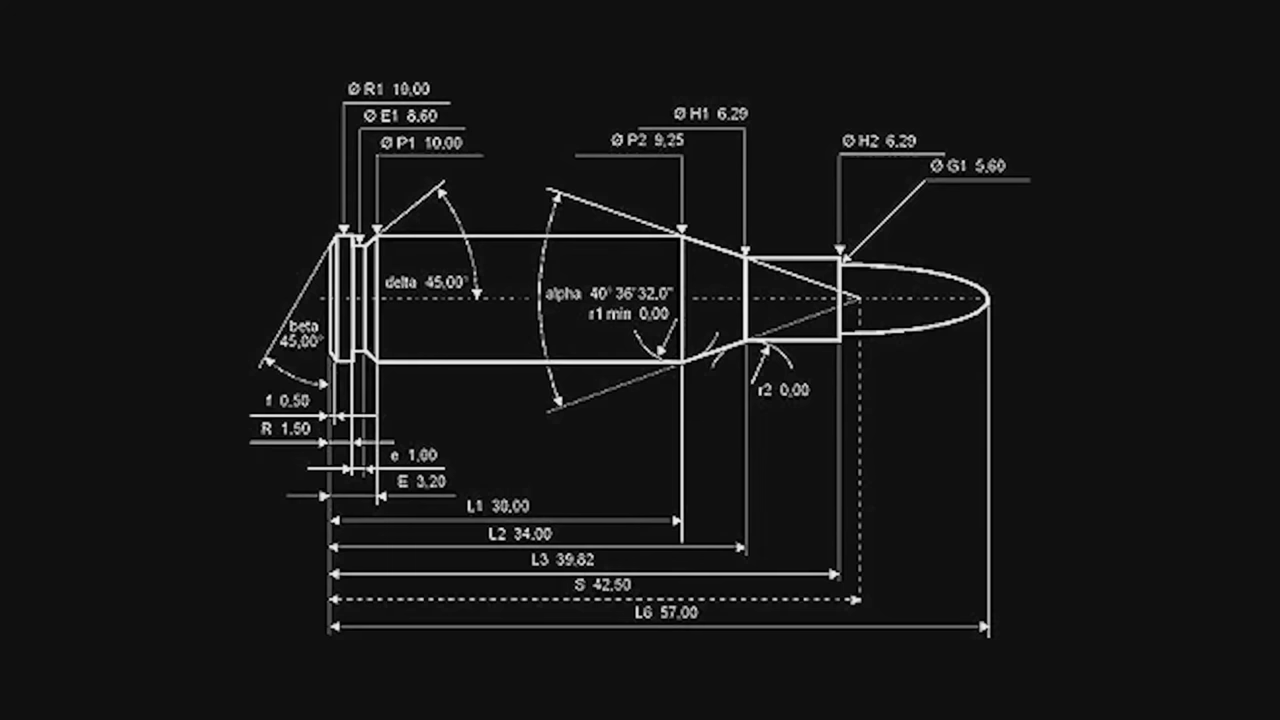 Ø R1 10,00
Ø E1 8.60
Ø P1 10.00
Ø H1 6.29
Ø P2 9,25
Ø H2 6.29
Ø G1 5.60
delta 45,00°
alpha 40° 36' 32.0"
r1 min 0,00
beta
45,00°
r2 0,00
f 0.50
R 1.50
e 1,00
E 3,20
L1 30.00
L2 34.00
L3 39,82
S 42.50
L6 57,00